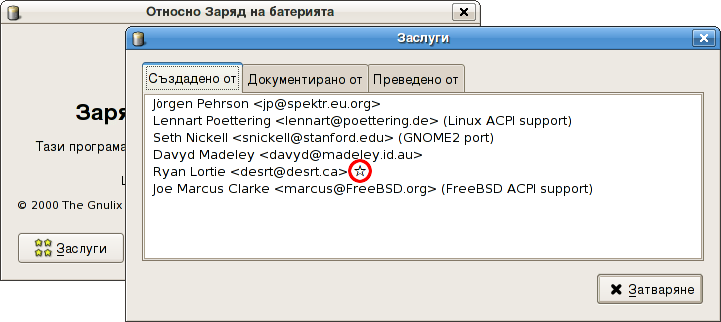 Относно Заряд на батерията
Заслуги
Създадено от
Документирано от
Преведено от
Jörgen Pehrson <jp@spektr.eu.org>
Lennart Poettering <lennart@poettering.de> (Linux ACPI support)
Seth Nickell <snickell@stanford.edu> (GNOME2 port)
Davyd Madeley <davyd@madeley.id.au>
Ryan Lortie <desrt@desrt.ca> ☆
Joe Marcus Clarke <marcus@FreeBSD.org> (FreeBSD ACPI support)
Заря
Тази програма
© 2000 The Gnulix
Заслуги
Затваряне